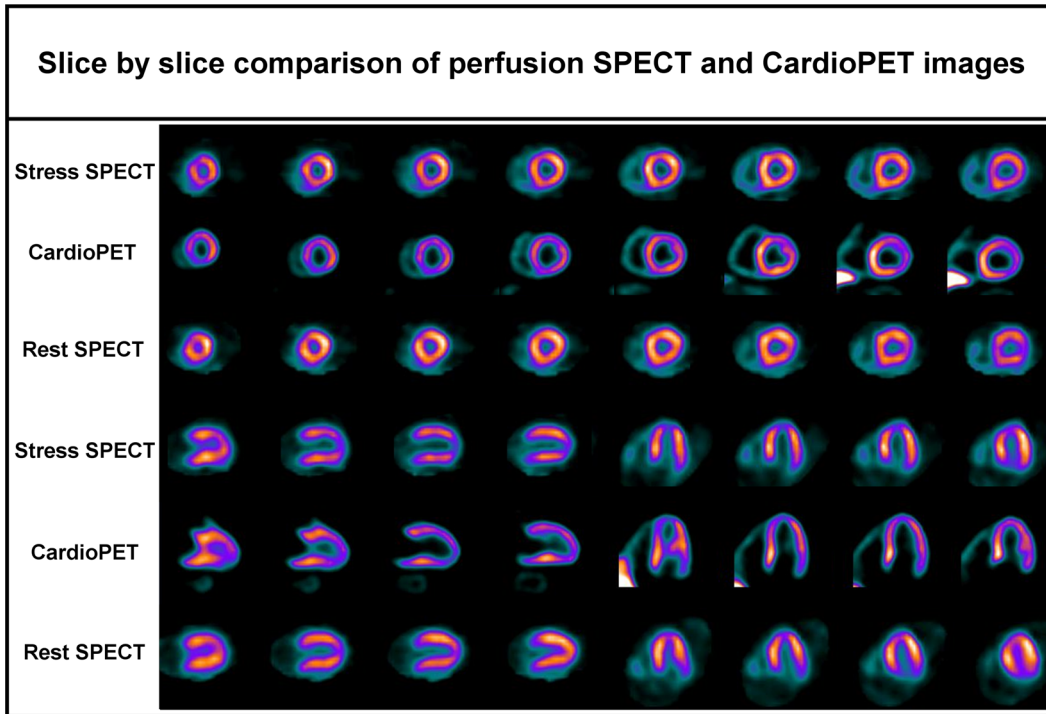 Slice by slice comparison of perfusion SPECT and CardioPET images
Stress SPECT
CardioPET
Rest SPECT
Stress SPECT
CardioPET
Rest SPECT